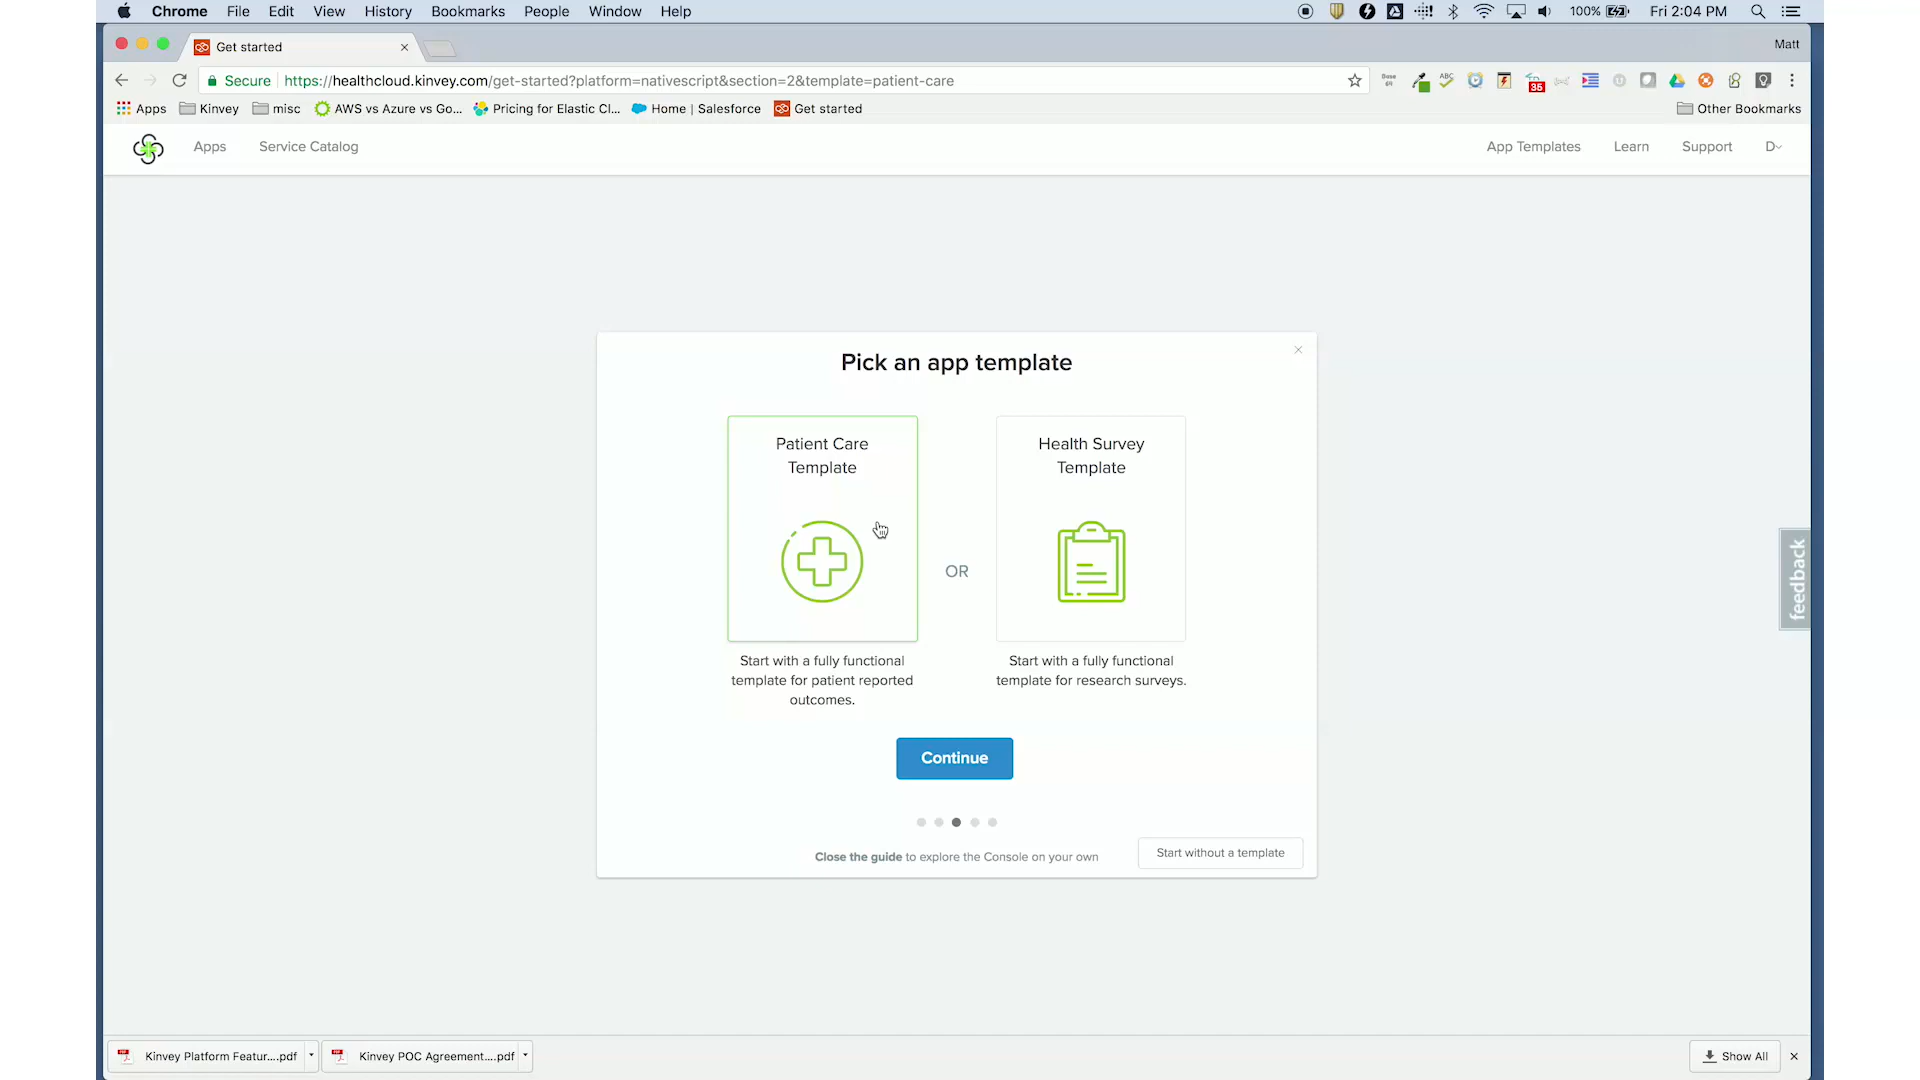 Chrome File Edit View History Bookmarks People Window Help 100% Fri 2:04 PM
Get started Matt
Secure https://healthcloud.kinvey.com/get-started?platform=nativescript&section=2&template=patient-care ABC 35
Apps Kinvey misc AWS vs Azure vs Go... Pricing for Elastic Cl... Home | Salesforce Get started Other Bookmarks
Apps Service Catalog App Templates Learn Support D
Pick an app template
Patient Care
Template
OR
Health Survey
Template
Start with a fully functional
template for patient reported
outcomes.
Start with a fully functional
template for research surveys.
Continue
Close the guide to explore the Console on your own
Start without a template
feedback
Kinvey Platform Featur....pdf Kinvey POC Agreement....pdf Show All